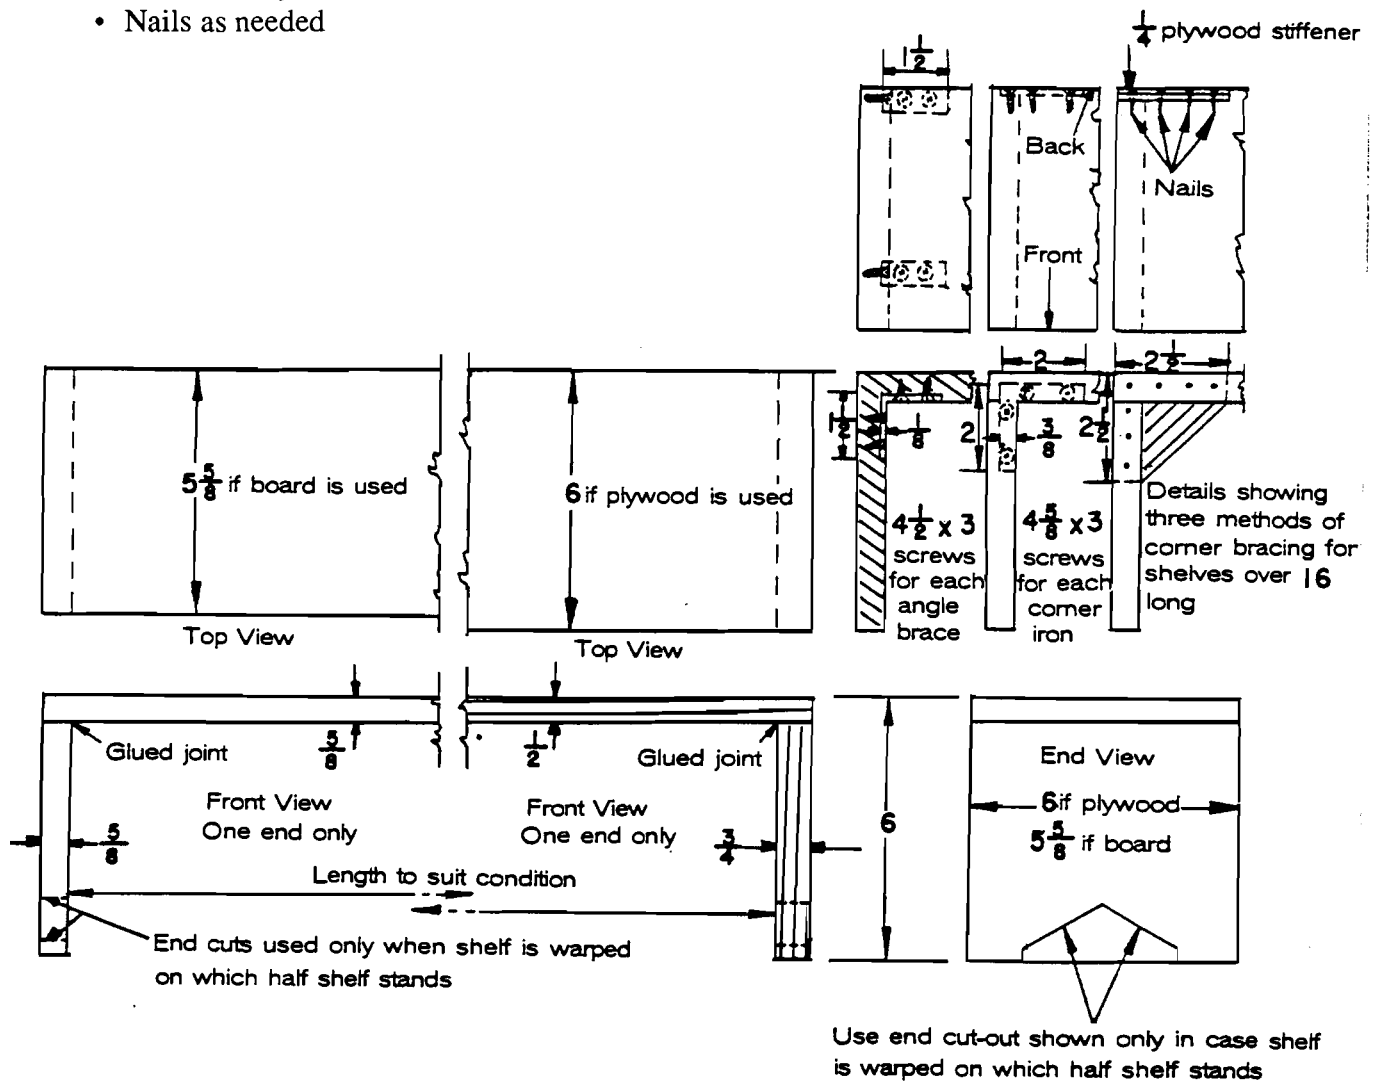 • Nails as needed
1/4 plywood stiffener
1 1/2
Back
Nails
Front
2
2 1/2
5 5/8 if board is used
6 if plywood is used
1 1/2
1/8
2
3/8
2 1/2
4 1/2 x 3
screws
for each
angle
brace
4 5/8 x 3
screws
for each
corner
iron
Details showing
three methods of
corner bracing for
shelves over 16
long
Top View
Top View
Glued joint
5/8
1/2
Glued joint
End View
Front View
One end only
Front View
One end only
6 if plywood
5 5/8 if board
5/8
3/4
6
Length to suit condition
End cuts used only when shelf is warped
on which half shelf stands
Use end cut-out shown only in case shelf
is warped on which half shelf stands